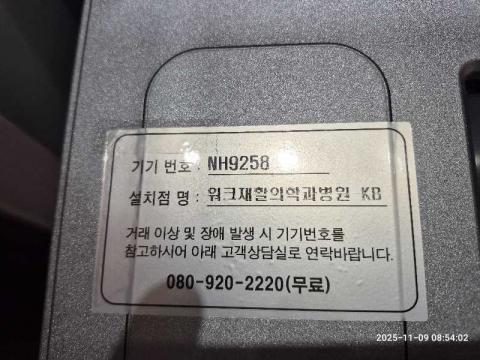 기기 번호 : NH9258
설치점 명 : 워크재활의학과병원 KB
거래 이상 및 장애 발생 시 기기번호를
참고하시어 아래 고객상담실로 연락바랍니다.
080-920-2220(무료)
2025-11-09 08:54:02